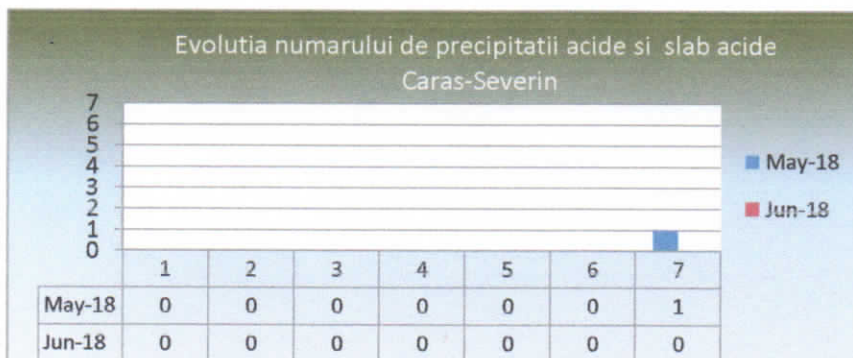 Evolutia numarului de precipitatii acide si slab acide
Caras-Severin
7
6
5
4
3
2
1
0
May-18
Jun-18
1 2 3 4 5 6 7
May-18 0 0 0 0 0 0 1
Jun-18 0 0 0 0 0 0 0